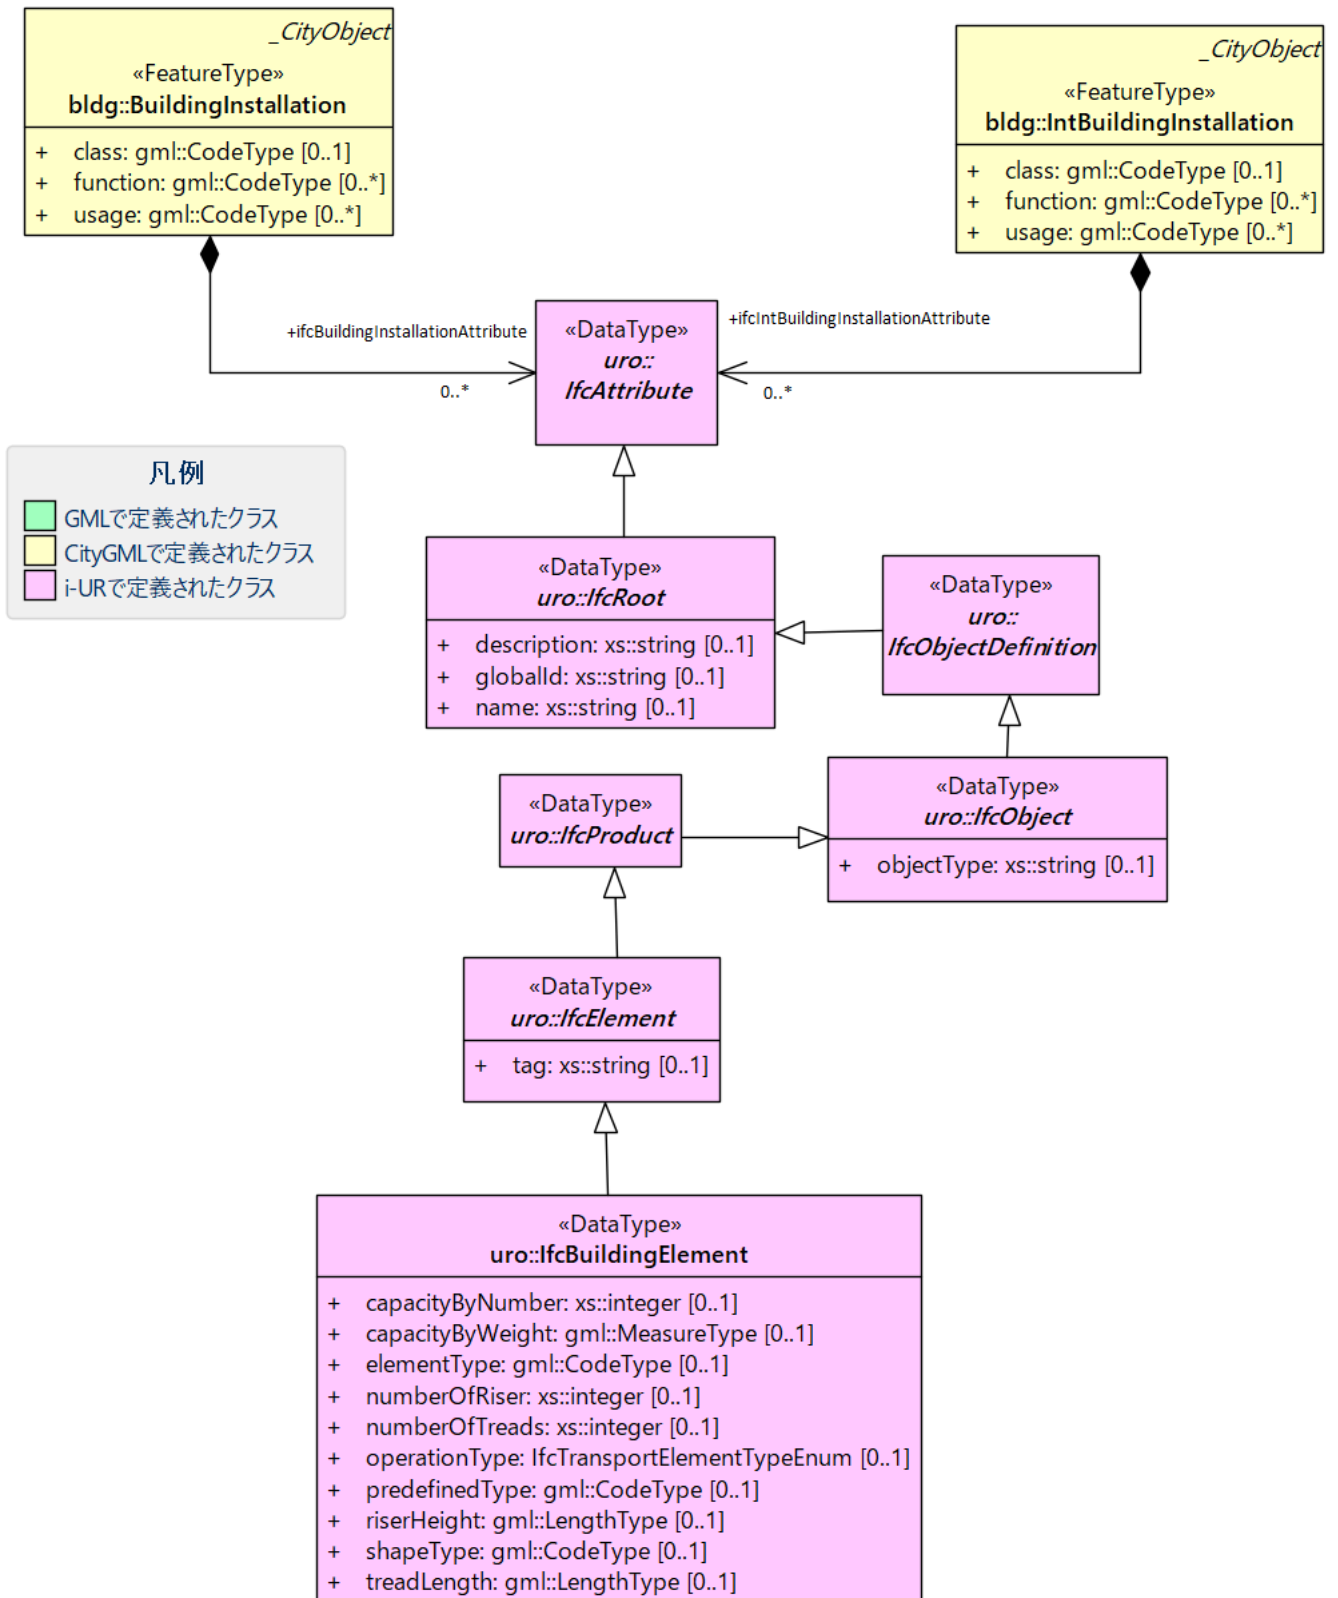 _CityObject
«FeatureType»
bldg::BuildingInstallation
+ class: gml::CodeType [0..1]
+ function: gml::CodeType [0..*]
+ usage: gml::CodeType [0..*]
_CityObject
«FeatureType»
bldg::IntBuildingInstallation
+ class: gml::CodeType [0..1]
+ function: gml::CodeType [0..*]
+ usage: gml::CodeType [0..*]
+ifcBuildingInstallationAttribute
0..*
«DataType»
uro::
IfcAttribute
+ifcIntBuildingInstallationAttribute
0..*
凡例
GMLで定義されたクラス
CityGMLで定義されたクラス
i-URで定義されたクラス
«DataType»
uro::IfcRoot
+ description: xs::string [0..1]
+ globalId: xs::string [0..1]
+ name: xs::string [0..1]
«DataType»
uro::
IfcObjectDefinition
«DataType»
uro::IfcProduct
«DataType»
uro::IfcObject
+ objectType: xs::string [0..1]
«DataType»
uro::IfcElement
+ tag: xs::string [0..1]
«DataType»
uro::IfcBuildingElement
+ capacityByNumber: xs::integer [0..1]
+ capacityByWeight: gml::MeasureType [0..1]
+ elementType: gml::CodeType [0..1]
+ numberOfRiser: xs::integer [0..1]
+ numberOfTreads: xs::integer [0..1]
+ operationType: IfcTransportElementTypeEnum [0..1]
+ predefinedType: gml::CodeType [0..1]
+ riserHeight: gml::LengthType [0..1]
+ shapeType: gml::CodeType [0..1]
+ treadLength: gml::LengthType [0..1]